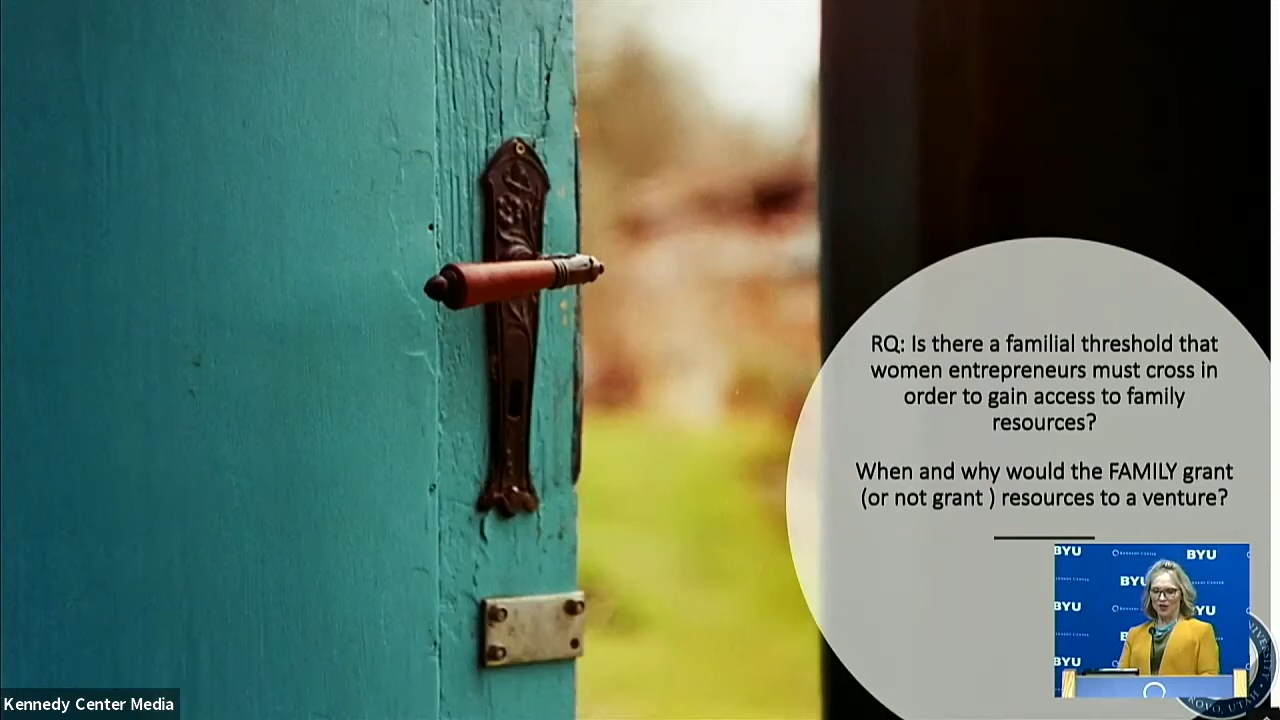 RQ: Is there a familial threshold that
women entrepreneurs must cross in
order to gain access to family
resources?
When and why would the FAMILY grant
(or not grant ) resources to a venture?
BYU
BYU
BYU
BYU
BYU
BYU
Kennedy Center Media